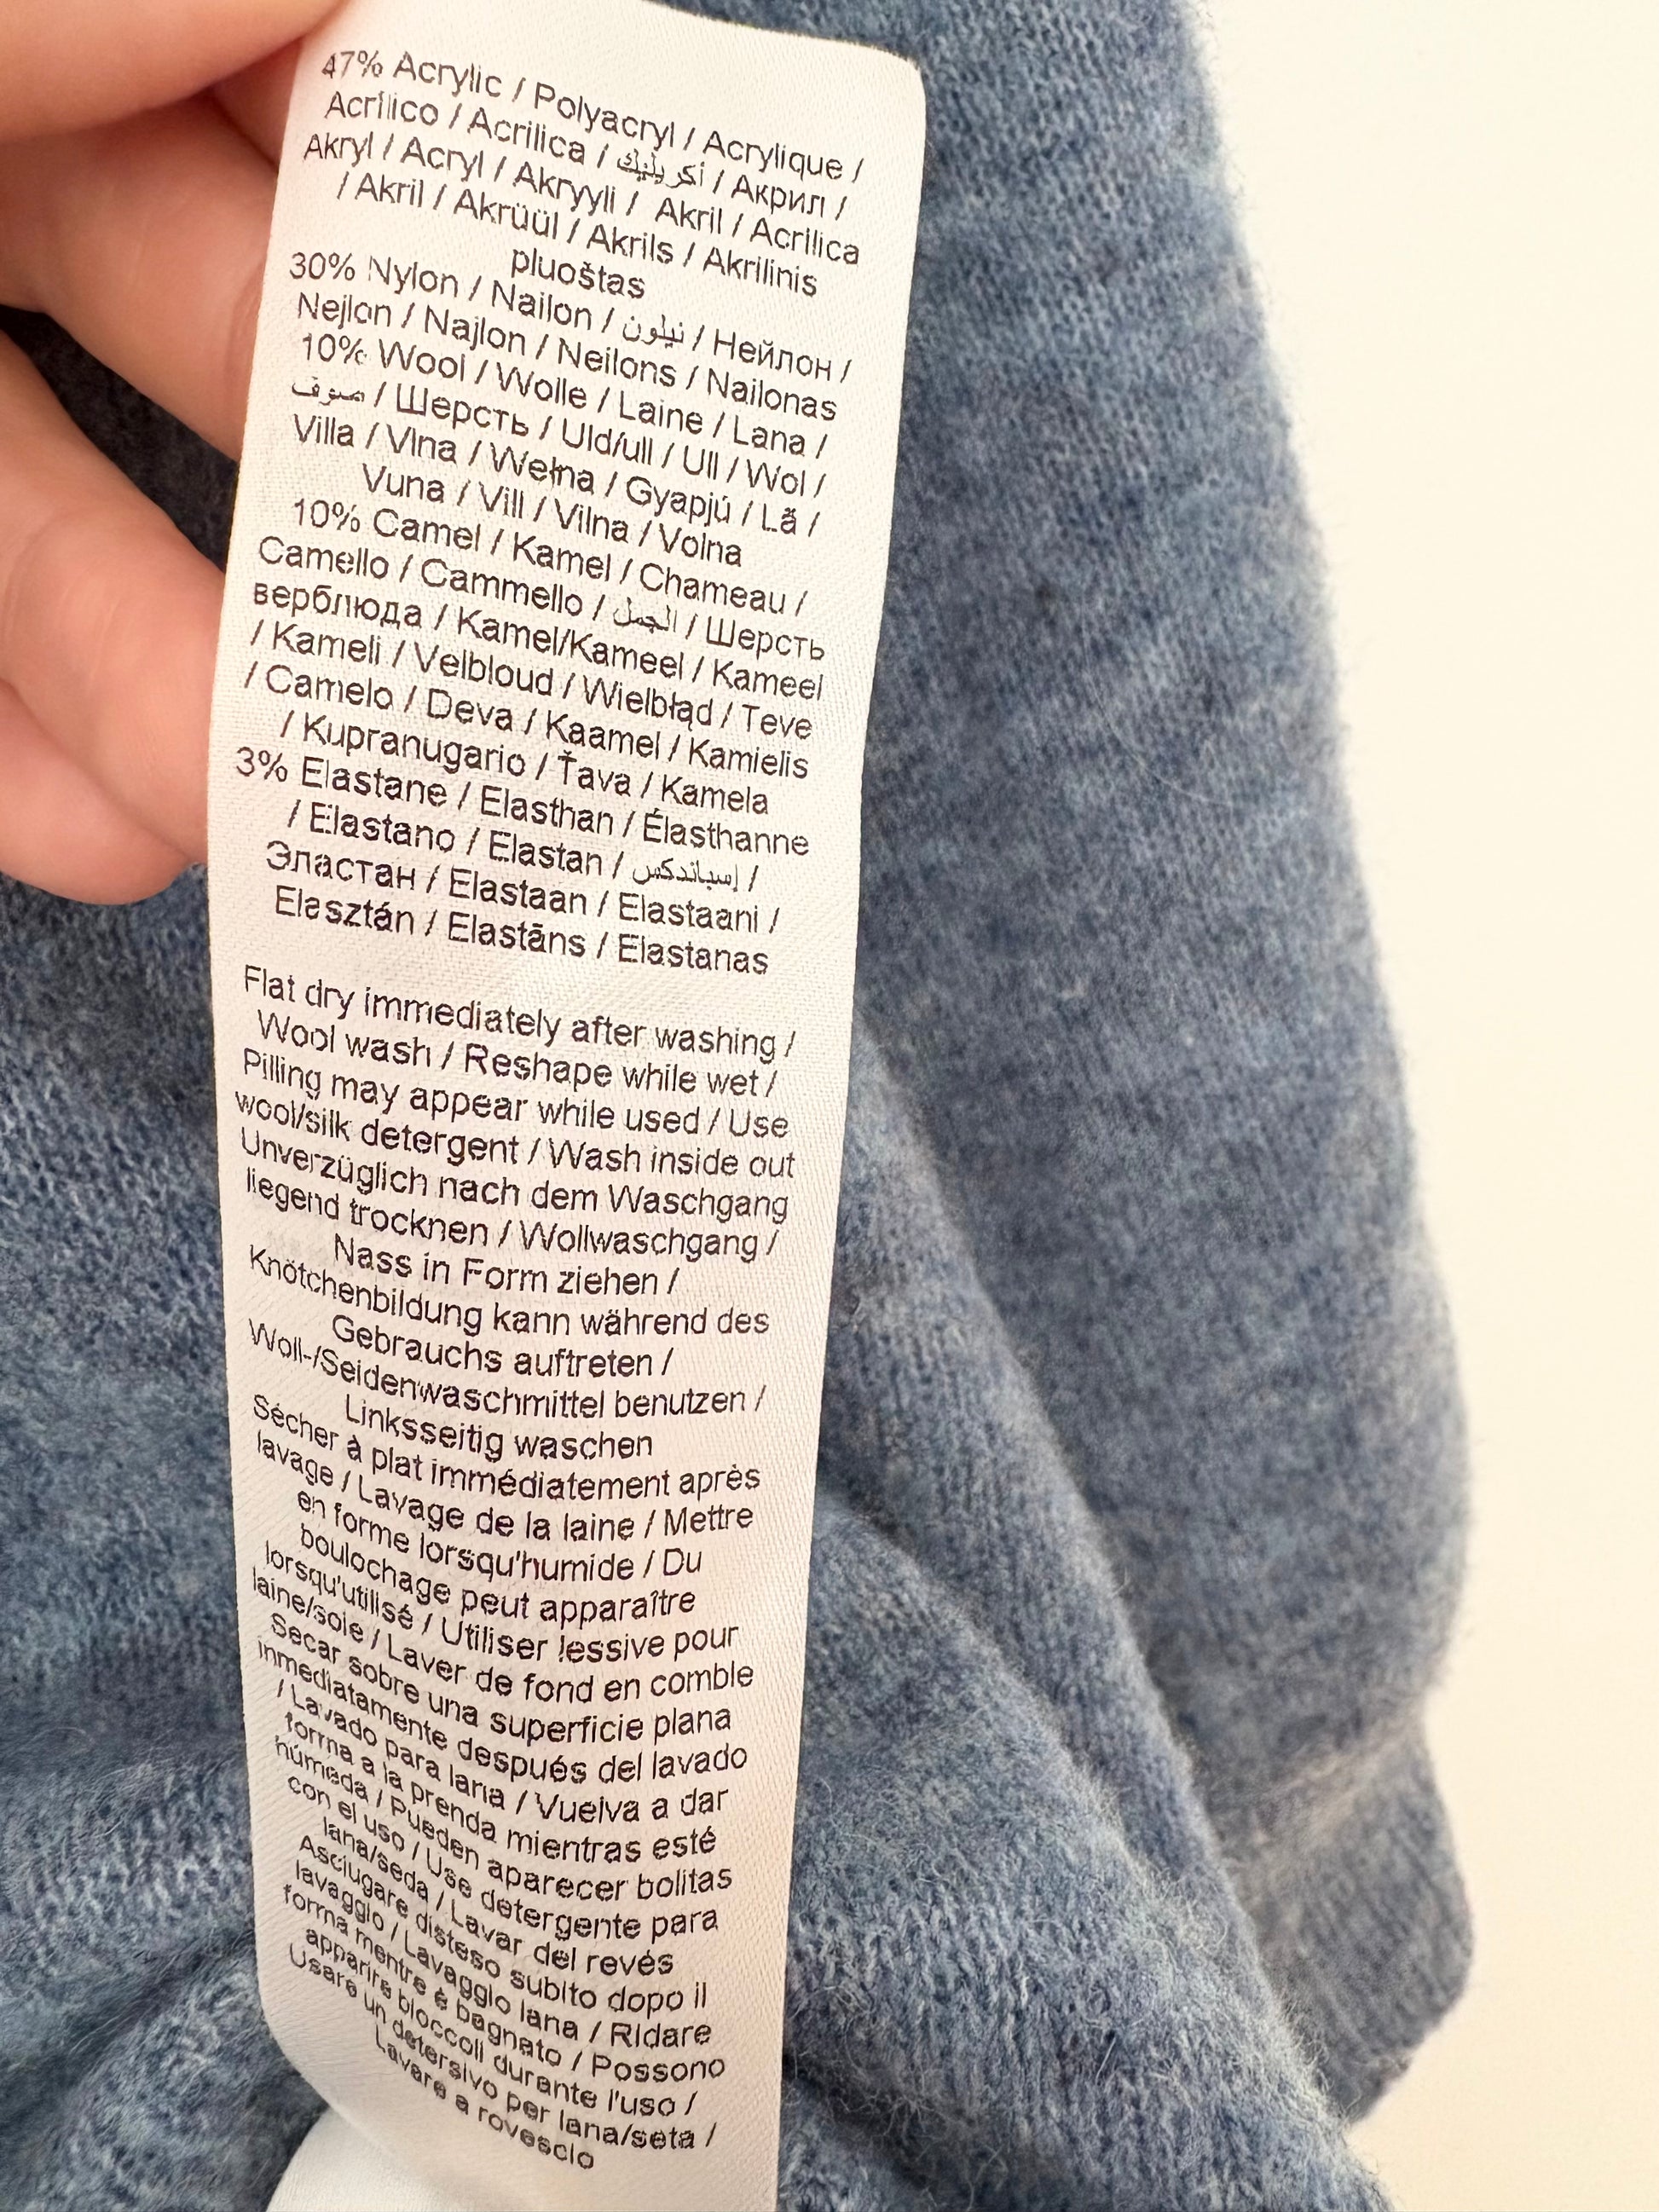 47% Acrylic / Polyacryl / Acrylique /
Acrílico / Acrilica / أكريليك / Акрил /
Akryl / Acryl / Akryyli / Akril / Acrílica
/ Akril / Akrüül / Akrils / Akrilinis
pluoštas
30% Nylon / Nailon / نيلون / Нейлон /
Nejlon / Najlon / Neilons / Nailonas
10% Wool / Wolle / Laine / Lana /
صوف / Шерсть / Uld/ull / Ull / Wol /
Villa / Vlna / Wełna / Gyapjú / Lã /
Vuna / Vill / Vilna / Volna
10% Camel / Kamel / Chameau /
Camello / Cammello / الجمل / Шерсть
верблюда / Kamel/Kameel / Kameel
/ Kameli / Velbloud / Wielbłąd / Teve
/ Camelo / Deva / Kaamel / Kamielis
/ Kupranugario / Ťava / Kamela
3% Elastane / Elasthan / Élasthanne
/ Elastano / Elastan / إسباندكس /
Эластан / Elastaan / Elastaani /
Elasztán / Elastāns / Elastanas
Flat dry immediately after washing /
Wool wash / Reshape while wet /
Pilling may appear while used / Use
wool/silk detergent / Wash inside out
Unverzüglich nach dem Waschgang
liegend trocknen / Wollwaschgang /
Nass in Form ziehen /
Knötchenbildung kann während des
Gebrauchs auftreten /
Woll-/Seidenwaschmittel benutzen /
Linksseitig waschen
Sécher à plat immédiatement après
lavage / Lavage de la laine / Mettre
en forme lorsqu'humide / Du
boulochage peut apparaître
lorsqu'utilisé / Utiliser lessive pour
laine/soie / Laver de fond en comble
Secar sobre una superficie plana
inmediatamente después del lavado
/ Lavado para lana / Vuelva a dar
forma a la prenda mientras esté
húmeda / Pueden aparecer bolitas
con el uso / Use detergente para
lana/seda / Lavar del revés
Asciugare disteso subito dopo il
lavaggio / Lavaggio lana / Ridare
forma mentre è bagnato / Possono
apparire bioccoli durante l'uso /
Usare un detersivo per lana/seta /
Lavare a rovescio